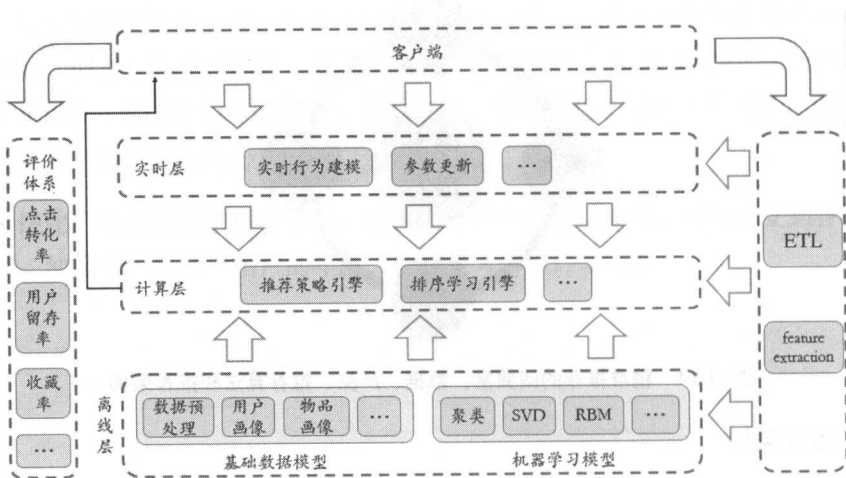 客户端
评价
体系
点击
转化
率
用户
留存
率
收藏
率
…
实时层
实时行为建模
参数更新
…
计算层
推荐策略引擎
排序学习引擎
…
离
线
层
数据预
处理
用户
画像
物品
画像
…
基础数据模型
聚类
SVD
RBM
…
机器学习模型
ETL
feature
extraction